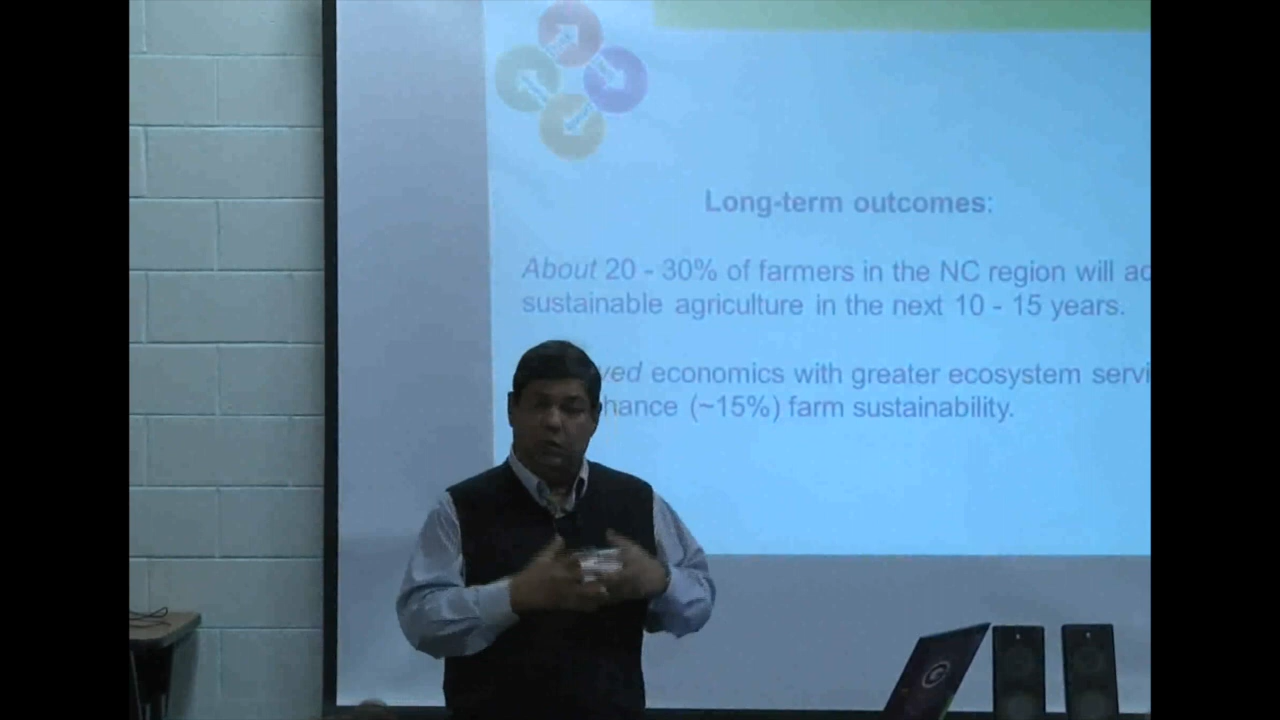 Long-term outcomes:
About 20 - 30% of farmers in the NC region will
sustainable agriculture in the next 10 - 15 years.
economics with greater ecosystem
(~15%) farm sustainability.